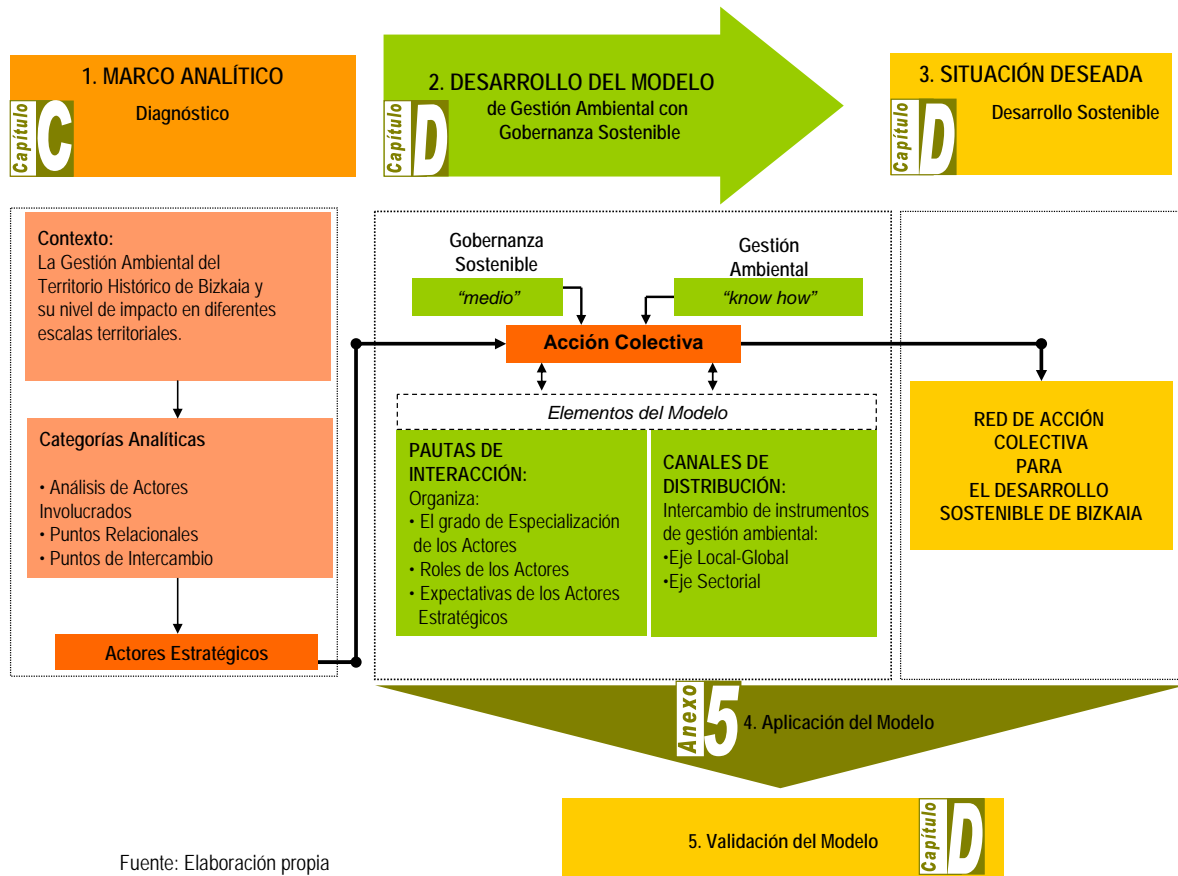 1. MARCO ANALÍTICO
Diagnóstico
Capítulo C
2. DESARROLLO DEL MODELO
de Gestión Ambiental con
Gobernanza Sostenible
Capítulo D
3. SITUACIÓN DESEADA
Desarrollo Sostenible
Capítulo D
Contexto:
La Gestión Ambiental del
Territorio Histórico de Bizkaia y
su nivel de impacto en diferentes
escalas territoriales.
Categorías Analíticas
• Análisis de Actores
Involucrados
• Puntos Relacionales
• Puntos de Intercambio
Actores Estratégicos
Gobernanza
Sostenible
“medio”
Gestión
Ambiental
“know how”
Acción Colectiva
Elementos del Modelo
PAUTAS DE
INTERACCIÓN:
Organiza:
• El grado de Especialización
de los Actores
• Roles de los Actores
• Expectativas de los Actores
Estratégicos
CANALES DE
DISTRIBUCIÓN:
Intercambio de instrumentos
de gestión ambiental:
•Eje Local-Global
•Eje Sectorial
RED DE ACCIÓN
COLECTIVA
PARA
EL DESARROLLO
SOSTENIBLE DE BIZKAIA
Anexo 5
4. Aplicación del Modelo
5. Validación del Modelo
Capítulo D
Fuente: Elaboración propia